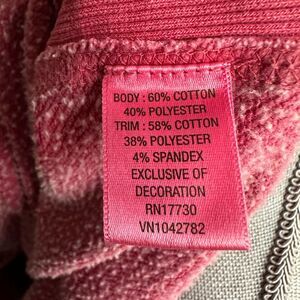 BODY : 60% COTTON
40% POLYESTER
TRIM : 58% COTTON
38% POLYESTER
4% SPANDEX
EXCLUSIVE OF
DECORATION
RN17730
VN1042782